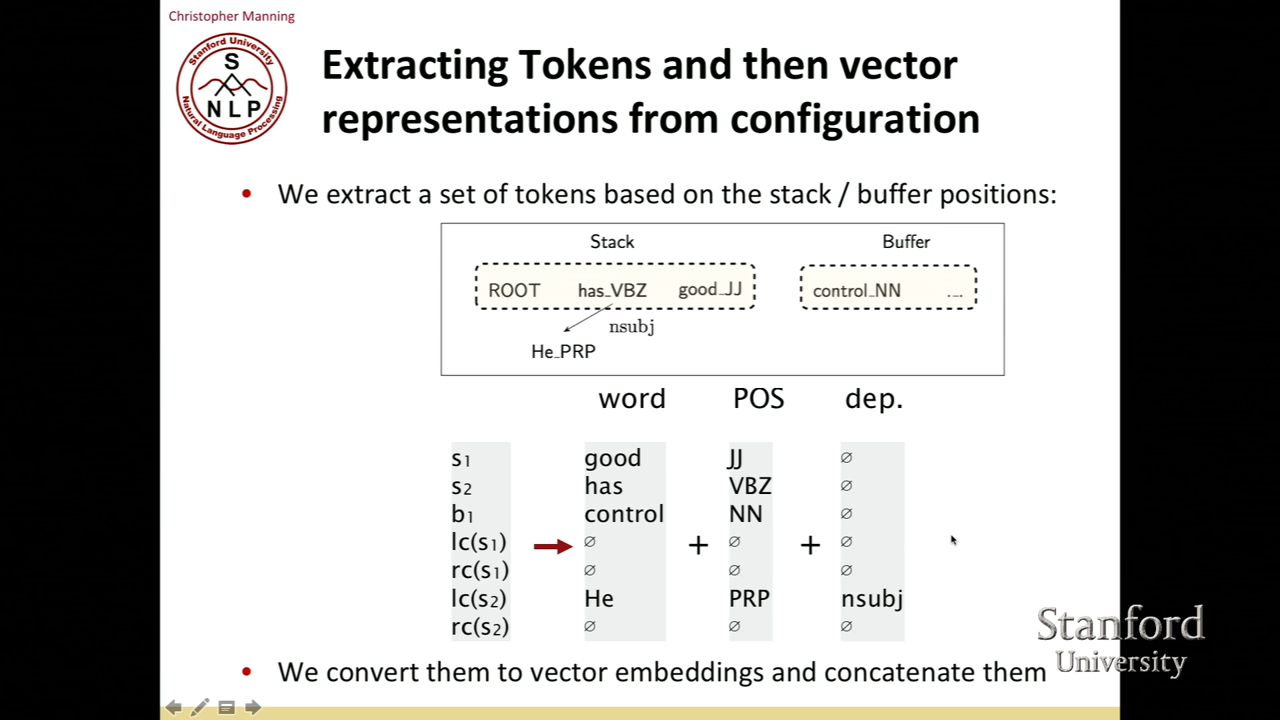 Christopher Manning
Stanford University
S
NLP
Natural Language Processing
Extracting Tokens and then vector
representations from configuration
• We extract a set of tokens based on the stack / buffer positions:
Stack Buffer
ROOT has_VBZ good_JJ control_NN ...
nsubj
He_PRP
word POS dep.
s1 good JJ ∅
s2 has VBZ ∅
b1 control NN ∅
lc(s1) ∅ + ∅ + ∅
rc(s1) ∅ ∅ ∅
lc(s2) He PRP nsubj
rc(s2) ∅ ∅ ∅
Stanford
University
• We convert them to vector embeddings and concatenate them